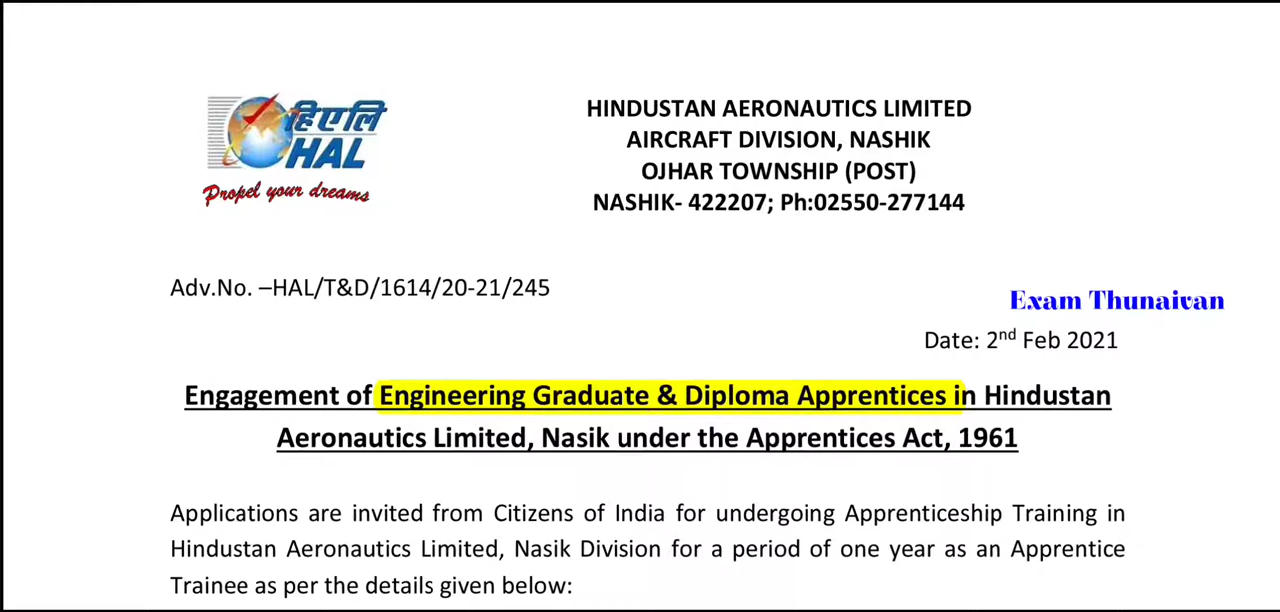 हिएलि
HAL
Propel your dreams
HINDUSTAN AERONAUTICS LIMITED
AIRCRAFT DIVISION, NASHIK
OJHAR TOWNSHIP (POST)
NASHIK- 422207; Ph:02550-277144
Adv.No. –HAL/T&D/1614/20-21/245
Exam Thunaivan
Date: 2nd Feb 2021
Engagement of Engineering Graduate & Diploma Apprentices in Hindustan
Aeronautics Limited, Nasik under the Apprentices Act, 1961
Applications are invited from Citizens of India for undergoing Apprenticeship Training in
Hindustan Aeronautics Limited, Nasik Division for a period of one year as an Apprentice
Trainee as per the details given below: